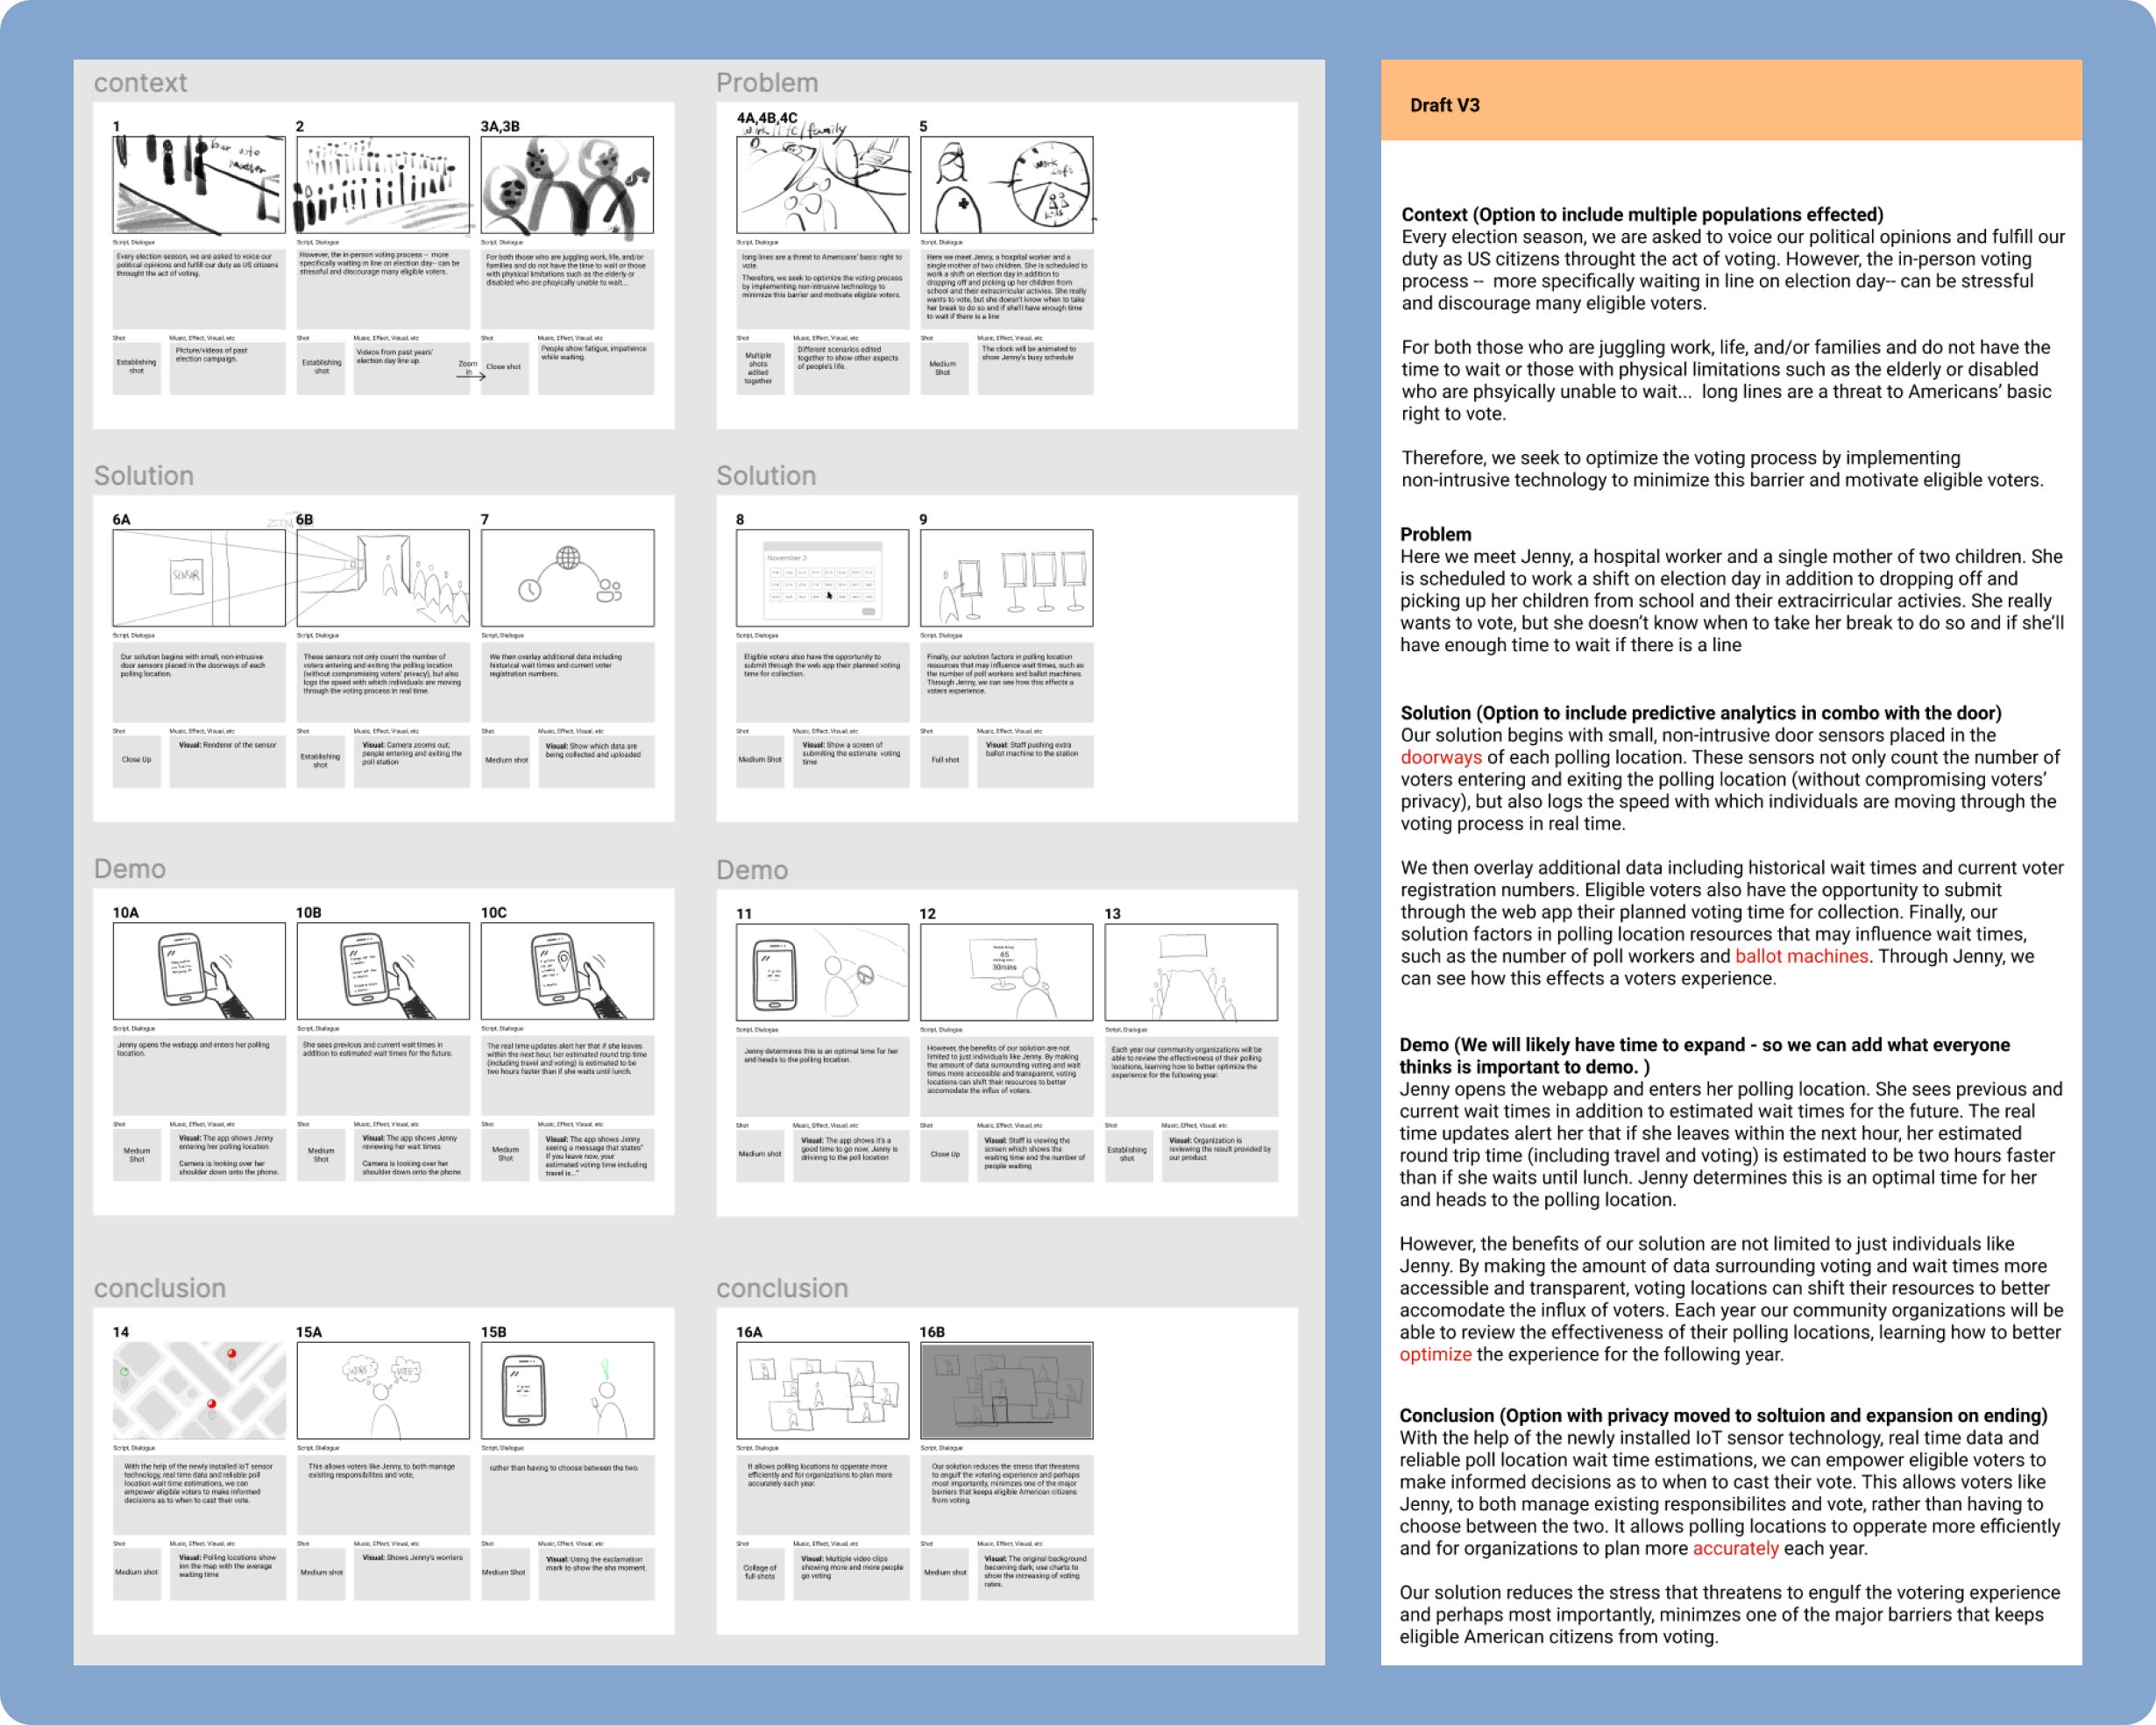 context
1
2
3A,3B
Script, Dialogue
Every election season, we are asked to voice our
political opinions and fulfill our duty as US citizens
throught the act of voting.
Shot
Music, Effect, Visual, etc
Establishing
shot
Picture/videos of past
election campaign.
Script, Dialogue
However, the in-person voting process -- more
specifically waiting in line on election day-- can be
stressful and discourage many eligible voters.
Shot
Music, Effect, Visual, etc
Establishing
shot
Videos from past years'
election day line up.
Zoom
in
Script, Dialogue
For both those who are juggling work, life, and/or
families and do not have the time to wait or those
with physical limitations such as the elderly or
disabled who are phsyically unable to wait...
Shot
Music, Effect, Visual, etc
Close shot
People show fatigue, impatience
while waiting.
Problem
4A,4B,4C
work/life/family
5
work
shift
kids
Script, Dialogue
long lines are a threat to Americans' basic right to
vote.
Therefore, we seek to optimize the voting process
by implementing non-intrusive technology to
minimize this barrier and motivate eligible voters.
Shot
Music, Effect, Visual, etc
Multiple
shots
edited
together
Different scenarios edited
together to show other aspects
of people's life.
Script, Dialogue
Here we meet Jenny, a hospital worker and a
single mother of two children. She is scheduled to
work a shift on election day in addition to
dropping off and picking up her children from
school and their extracirricular activies. She really
wants to vote, but she doesn't know when to take
her break to do so and if she'll have enough time
to wait if there is a line
Shot
Music, Effect, Visual, etc
Medium
Shot
The clock will be animated to
show Jenny's busy schedule
Solution
6A
ZOOM
6B
7
SENSOR
Script, Dialogue
Our solution begins with small, non-intrusive
door sensors placed in the doorways of each
polling location.
Shot
Music, Effect, Visual, etc
Close Up
Visual: Renderer of the sensor
Script, Dialogue
These sensors not only count the number of
voters entering and exiting the polling location
(without compromising voters' privacy), but also
logs the speed with which individuals are moving
through the voting process in real time.
Shot
Music, Effect, Visual, etc
Establishing
shot
Visual: Camera zooms out;
people entering and exiting the
poll station
Script, Dialogue
We then overlay additional data including
historical wait times and current voter
registration numbers.
Shot
Music, Effect, Visual, etc
Medium shot
Visual: Show which data are
being collected and uploaded
Solution
8
9
November 3
Script, Dialogue
Eligible voters also have the opportunity to
submit through the web app their planned voting
time for collection.
Shot
Music, Effect, Visual, etc
Medium Shot
Visual: Show a screen of
submiting the estimate voting
time
Script, Dialogue
Finally, our solution factors in polling location
resources that may influence wait times, such as
the number of poll workers and ballot machines.
Through Jenny, we can see how this effects a
voters experience.
Shot
Music, Effect, Visual, etc
Full shot
Visual: Staff pushing extra
ballot machine to the station
Demo
10A
10B
10C
Script, Dialogue
Jenny opens the webapp and enters her polling
location.
Shot
Music, Effect, Visual, etc
Medium
Shot
Visual: The app shows Jenny
entering her polling location
Camera is looking over her
shoulder down onto the phone.
Script, Dialogue
She sees previous and current wait times in
addition to estimated wait times for the future.
Shot
Music, Effect, Visual, etc
Medium
Shot
Visual: The app shows Jenny
reviewing her wait times
Camera is looking over her
shoulder down onto the phone.
Script, Dialogue
The real time updates alert her that if she leaves
within the next hour, her estimated round trip time
(including travel and voting) is estimated to be
two hours faster than if she waits until lunch.
Shot
Music, Effect, Visual, etc
Medium
Shot
Visual: The app shows Jenny
seeing a message that states"
If you leave now, your
estimated voting time including
travel is..."
Demo
11
12
13
65
30mins
Script, Dialogue
Jenny determines this is an optimal time for her
and heads to the polling location.
Shot
Music, Effect, Visual, etc
Medium shot
Visual: The app shows it's a
good time to go now; Jenny is
drivinng to the poll location
Script, Dialogue
However, the benefits of our solution are not
limited to just individuals like Jenny. By making
the amount of data surrounding voting and wait
times more accessible and transparent, voting
locations can shift their resources to better
accomodate the influx of voters.
Shot
Music, Effect, Visual, etc
Close Up
Visual: Staff is viewing the
screen which shows the
waiting time and the number of
people waiting
Script, Dialogue
Each year our community organizations will be
able to review the effectiveness of their polling
locations, learning how to better optimize the
experience for the following year.
Shot
Music, Effect, Visual, etc
Establishing
shot
Visual: Organization is
reviewing the result provided by
our product
conclusion
14
15A
15B
WORK?
VOTE?
Script, Dialogue
With the help of the newly installed IoT sensor
technology, real time data and reliable poll
location wait time estimations, we can
empower eligible voters to make informed
decisions as to when to cast their vote.
Shot
Music, Effect, Visual, etc
Medium shot
Visual: Polling locations show
inn the map with the average
waiting time
Script, Dialogue
This allows voters like Jenny, to both manage
existing responsibilites and vote,
Shot
Music, Effect, Visual, etc
Medium shot
Visual: Shows Jenny's worriers
Script, Dialogue
rather than having to choose between the two.
Shot
Music, Effect, Visual, etc
Medium Shot
Visual: Using the exclamation
mark to show the aha moment.
conclusion
16A
16B
Script, Dialogue
It allows polling locations to opperate more
efficiently and for organizations to plan more
accurately each year.
Shot
Music, Effect, Visual, etc
Collage of
full shots
Visual: Multiple video clips
showing more and more people
go voting
Script, Dialogue
Our solution reduces the stress that threatens
to engulf the votering experience and perhaps
most importantly, minimzes one of the major
barriers that keeps eligible American citizens
from voting.
Shot
Music, Effect, Visual, etc
Medium shot
Visual: The original background
becoming dark; use charts to
show the increasing of voting
rates.
Draft V3
Context (Option to include multiple populations effected)
Every election season, we are asked to voice our political opinions and fulfill our
duty as US citizens throught the act of voting. However, the in-person voting
process -- more specifically waiting in line on election day-- can be stressful
and discourage many eligible voters.
For both those who are juggling work, life, and/or families and do not have the
time to wait or those with physical limitations such as the elderly or disabled
who are phsyically unable to wait... long lines are a threat to Americans' basic
right to vote.
Therefore, we seek to optimize the voting process by implementing
non-intrusive technology to minimize this barrier and motivate eligible voters.
Problem
Here we meet Jenny, a hospital worker and a single mother of two children. She
is scheduled to work a shift on election day in addition to dropping off and
picking up her children from school and their extracirricular activies. She really
wants to vote, but she doesn't know when to take her break to do so and if she'll
have enough time to wait if there is a line
Solution (Option to include predictive analytics in combo with the door)
Our solution begins with small, non-intrusive door sensors placed in the
doorways of each polling location. These sensors not only count the number of
voters entering and exiting the polling location (without compromising voters'
privacy), but also logs the speed with which individuals are moving through the
voting process in real time.
We then overlay additional data including historical wait times and current voter
registration numbers. Eligible voters also have the opportunity to submit
through the web app their planned voting time for collection. Finally, our
solution factors in polling location resources that may influence wait times,
such as the number of poll workers and ballot machines. Through Jenny, we
can see how this effects a voters experience.
Demo (We will likely have time to expand - so we can add what everyone
thinks is important to demo. )
Jenny opens the webapp and enters her polling location. She sees previous and
current wait times in addition to estimated wait times for the future. The real
time updates alert her that if she leaves within the next hour, her estimated
round trip time (including travel and voting) is estimated to be two hours faster
than if she waits until lunch. Jenny determines this is an optimal time for her
and heads to the polling location.
However, the benefits of our solution are not limited to just individuals like
Jenny. By making the amount of data surrounding voting and wait times more
accessible and transparent, voting locations can shift their resources to better
accomodate the influx of voters. Each year our community organizations will be
able to review the effectiveness of their polling locations, learning how to better
optimize the experience for the following year.
Conclusion (Option with privacy moved to soltuion and expansion on ending)
With the help of the newly installed IoT sensor technology, real time data and
reliable poll location wait time estimations, we can empower eligible voters to
make informed decisions as to when to cast their vote. This allows voters like
Jenny, to both manage existing responsibilites and vote, rather than having to
choose between the two. It allows polling locations to opperate more efficiently
and for organizations to plan more accurately each year.
Our solution reduces the stress that threatens to engulf the votering experience
and perhaps most importantly, minimzes one of the major barriers that keeps
eligible American citizens from voting.